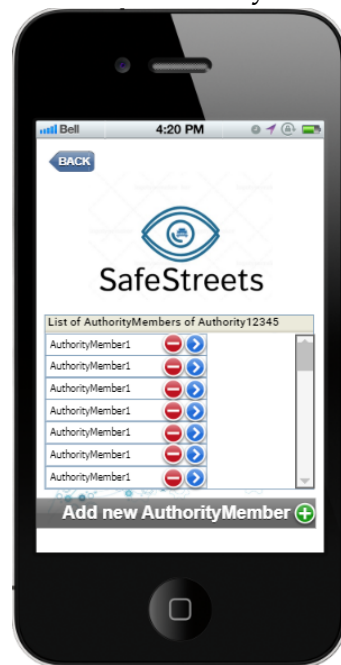 Bell 4:20 PM
BACK
SafeStreets
List of AuthorityMembers of Authority12345
AuthorityMember1
AuthorityMember1
AuthorityMember1
AuthorityMember1
AuthorityMember1
AuthorityMember1
AuthorityMember1
Add new AuthorityMember